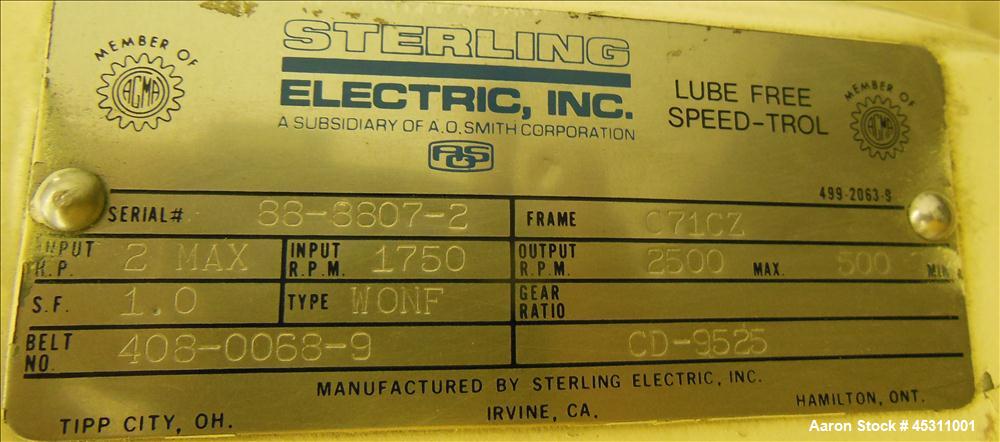 MEMBER OF
AGMA
STERLING
ELECTRIC, INC.
A SUBSIDIARY OF A.O. SMITH CORPORATION
AOS
LUBE FREE
SPEED-TROL
MEMBER OF
AGMA
499-2063-9
SERIAL# 88-8807-2 FRAME C71CZ
INPUT H.P. 2 MAX INPUT R.P.M. 1750 OUTPUT R.P.M. 2500 MAX. 500 MIN.
S.F. 1.0 TYPE WONF GEAR RATIO
BELT NO. 408-0068-9 CD-9525
MANUFACTURED BY STERLING ELECTRIC, INC.
TIPP CITY, OH. IRVINE, CA. HAMILTON, ONT.
Aaron Stock # 45311001